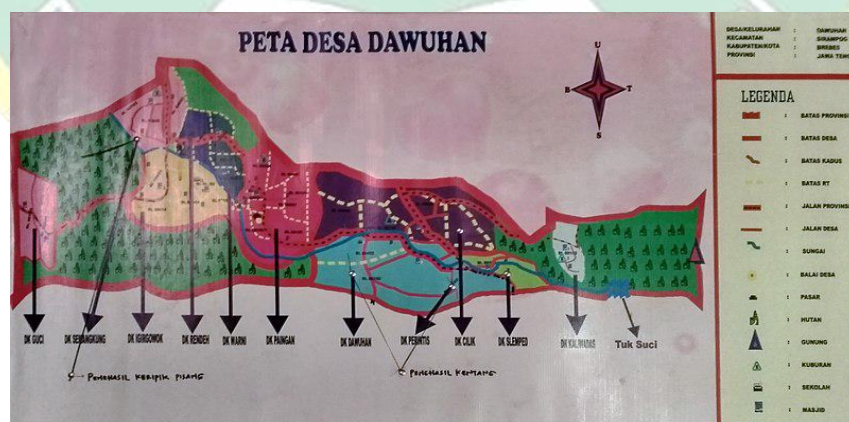 PETA DESA DAWUHAN
U
B
T
S
DESA/KELURAHAN : DAWUHAN
KECAMATAN : SIRAMPOG
KABUPATEN/KOTA : BREBES
PROVINSI : JAWA TENG
LEGENDA
: BATAS PROVINSI
: BATAS DESA
: BATAS KADUS
: BATAS RT
: JALAN PROVINSI
: JALAN DESA
: SUNGAI
: BALAI DESA
: PASAR
: HUTAN
: GUNUNG
: KUBURAN
: SEKOLAH
: MASJID
DK GUCI
DK SEMANGKUNG
DK IGIRGOWOK
DK RENDEH
DK WARNI
DK PAINGAN
DK DAWUHAN
DK PERINTIS
DK CILIK
DK SLEMPED
DK KALIWADAS
Tuk Suci
PENGHASIL KERIPIK PISANG
PENGHASIL KENTANG